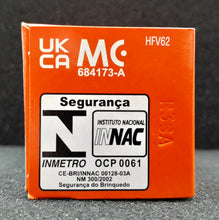 UK CA MC HFV62
684173-A
Segurança
INSTITUTO NACIONAL
INNAC
INMETRO OCP 0061
CE-BRI/INNAC 00128-03A
NM 300/2002
Segurança do Brinquedo